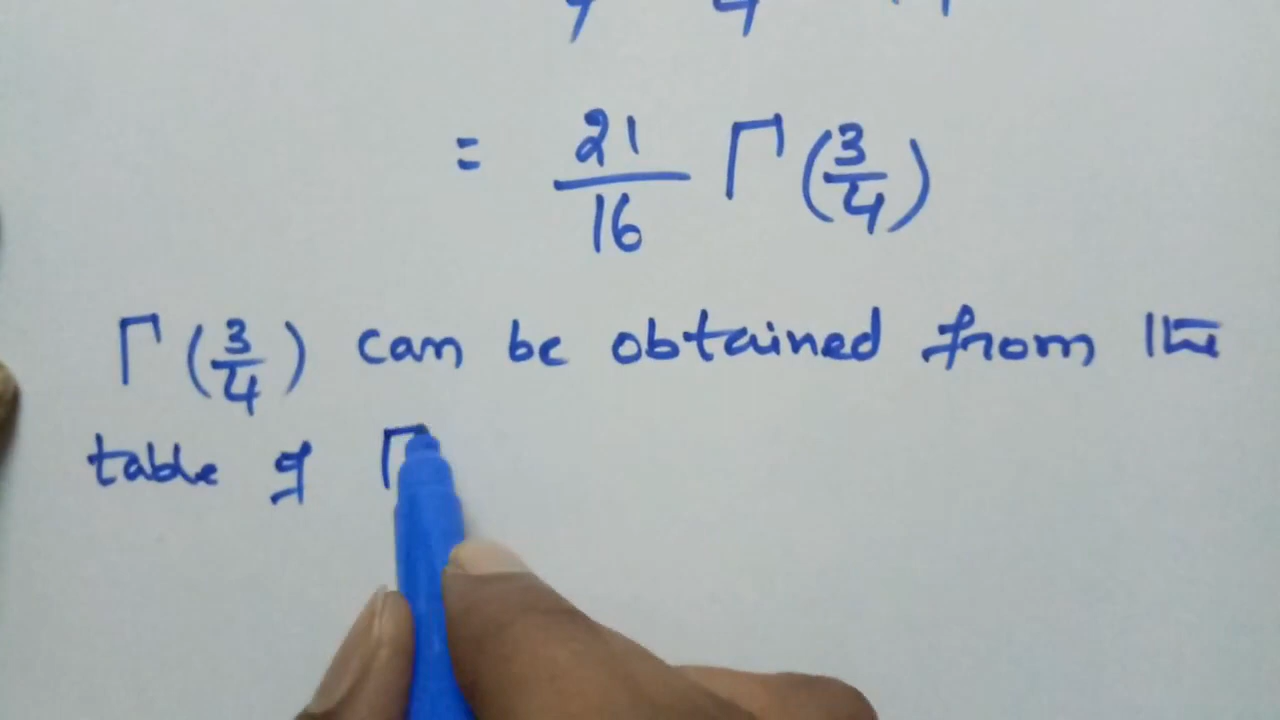 = 21/16 Γ(3/4)
Γ(3/4) can be obtained from the
table of Γ